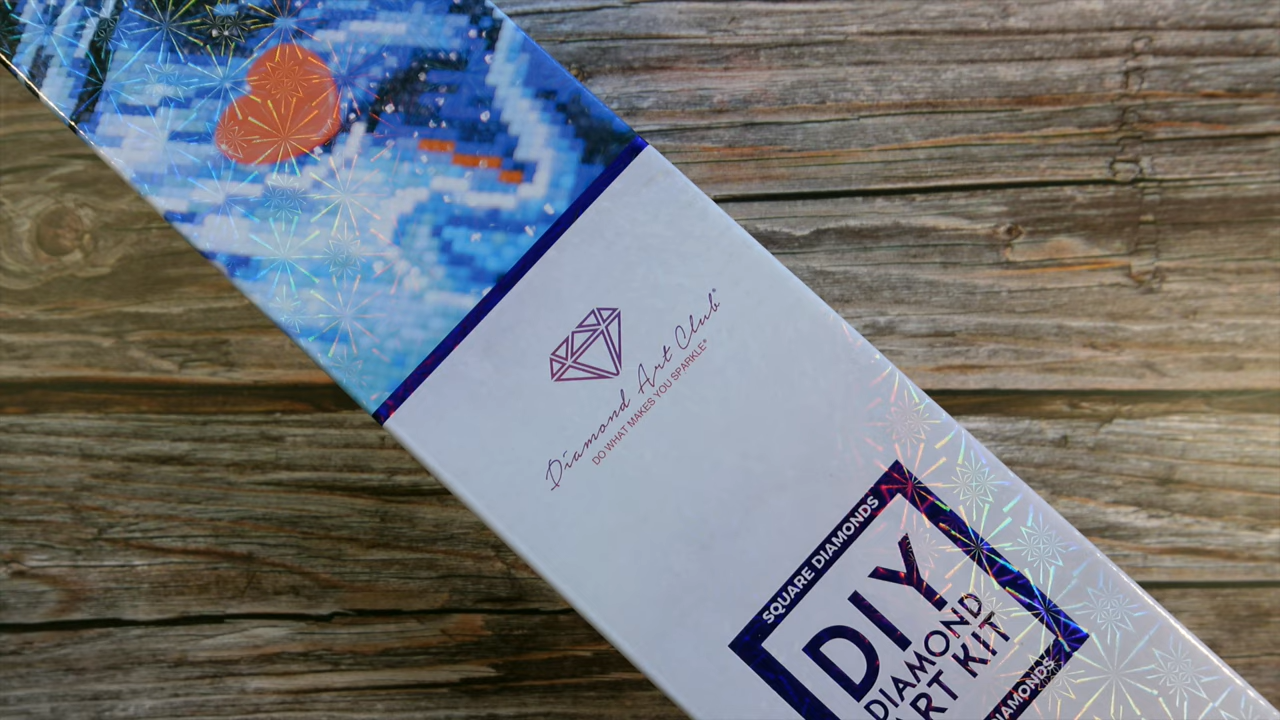 Diamond Art Club®
DO WHAT MAKES YOU SPARKLE®
SQUARE DIAMONDS
DIY
DIAMOND
ART KIT
DIAMONDS